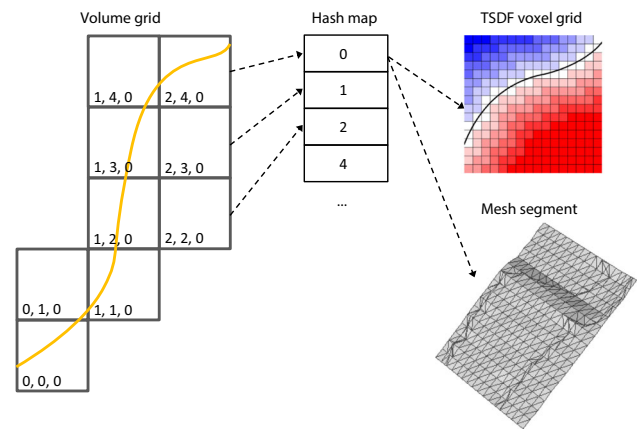 Volume grid
1, 4, 0
2, 4, 0
1, 3, 0
2, 3, 0
1, 2, 0
2, 2, 0
0, 1, 0
1, 1, 0
0, 0, 0
Hash map
0
1
2
4
...
TSDF voxel grid
Mesh segment